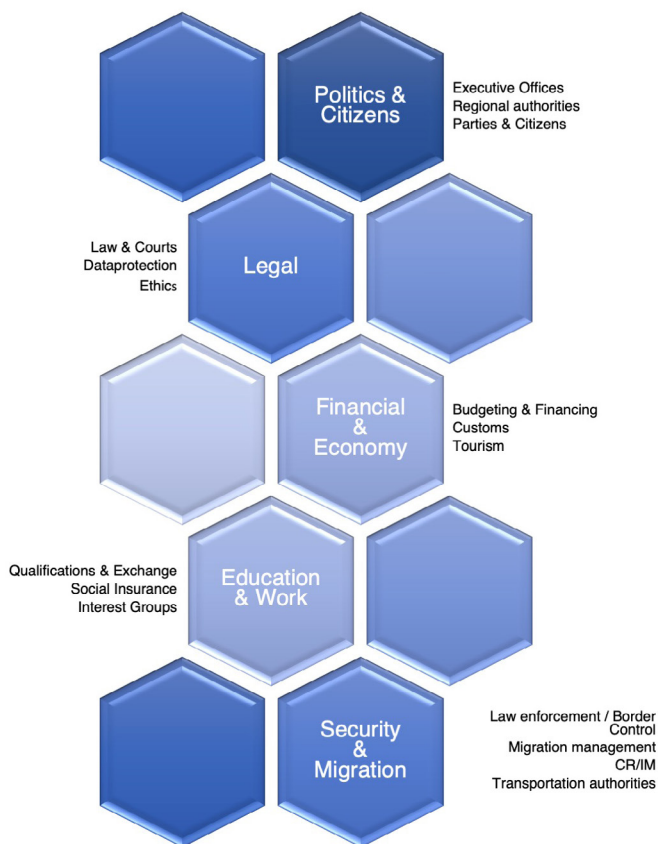 Politics &
Citizens
Executive Offices
Regional authorities
Parties & Citizens
Law & Courts
Dataprotection
Ethics
Legal
Financial
&
Economy
Budgeting & Financing
Customs
Tourism
Qualifications & Exchange
Social Insurance
Interest Groups
Education
& Work
Security
&
Migration
Law enforcement / Border
Control
Migration management
CR/IM
Transportation authorities